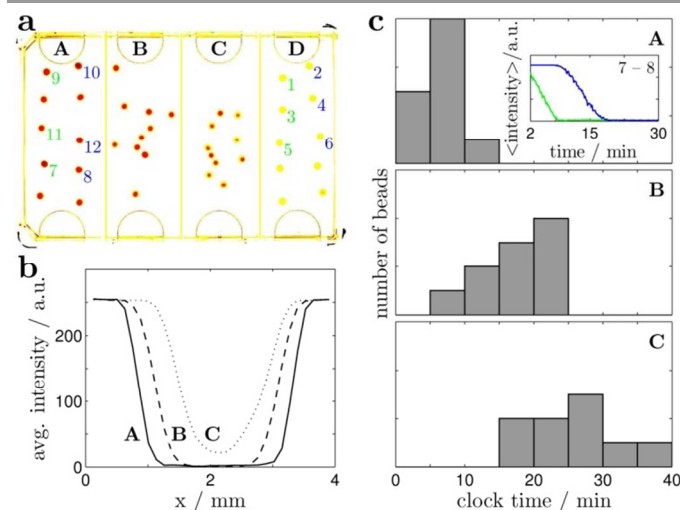 a
A B C D
9 10 2
1
4
3
11 12 5 6
7 8
b
avg. intensity / a.u.
200
100
0
A B C
0 2 4
x / mm
c
A
<intensity>/a.u.
7 – 8
2 15 30
time / min
B
number of beads
C
0 10 20 30 40
clock time / min